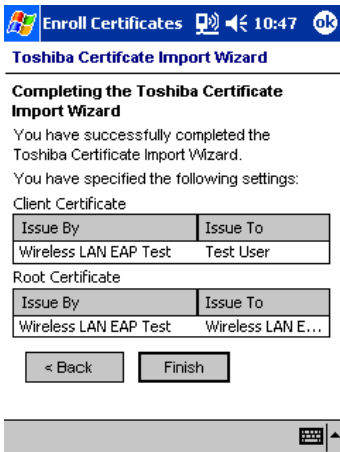 Enroll Certificates 10:47 ok
Toshiba Certifcate Import Wizard
Completing the Toshiba Certificate
Import Wizard
You have successfully completed the
Toshiba Certificate Import Wizard.
You have specified the following settings:
Client Certificate
Issue By Issue To
Wireless LAN EAP Test Test User
Root Certificate
Issue By Issue To
Wireless LAN EAP Test Wireless LAN E...
< Back Finish